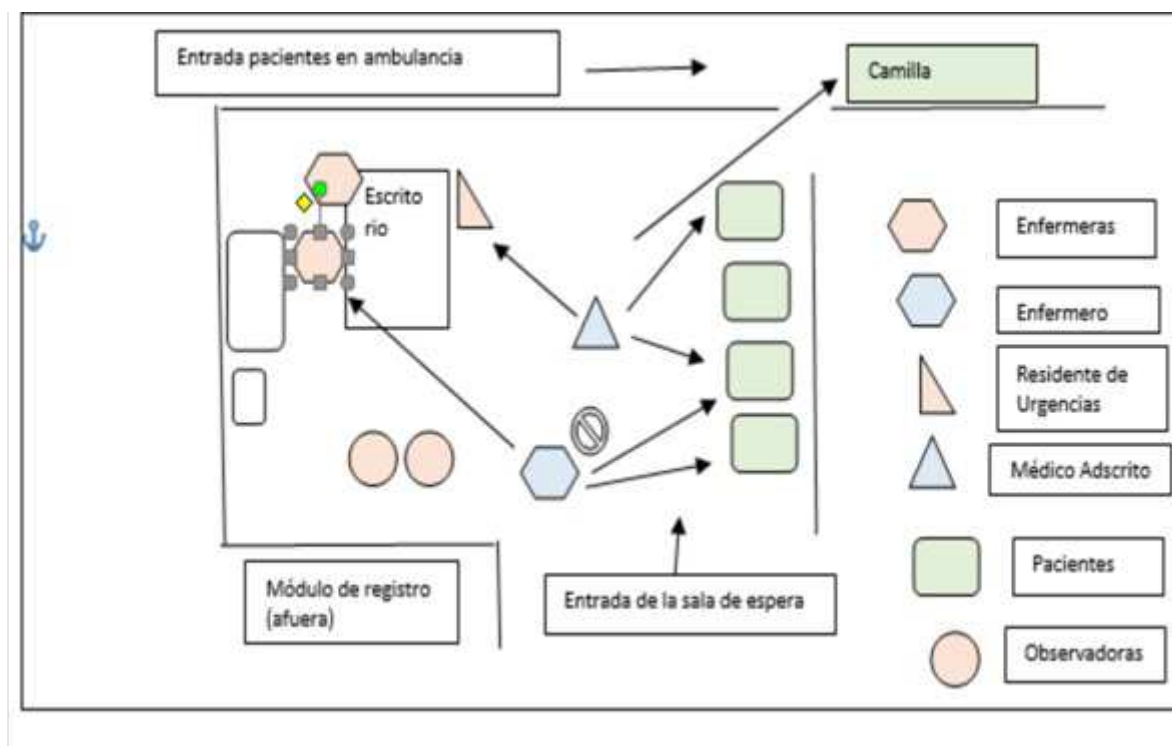 Entrada pacientes en ambulancia
Camilla
Escrito
rio
Enfermeras
Enfermero
Residente de
Urgencias
Médico Adscrito
Pacientes
Observadoras
Módulo de registro
(afuera)
Entrada de la sala de espera